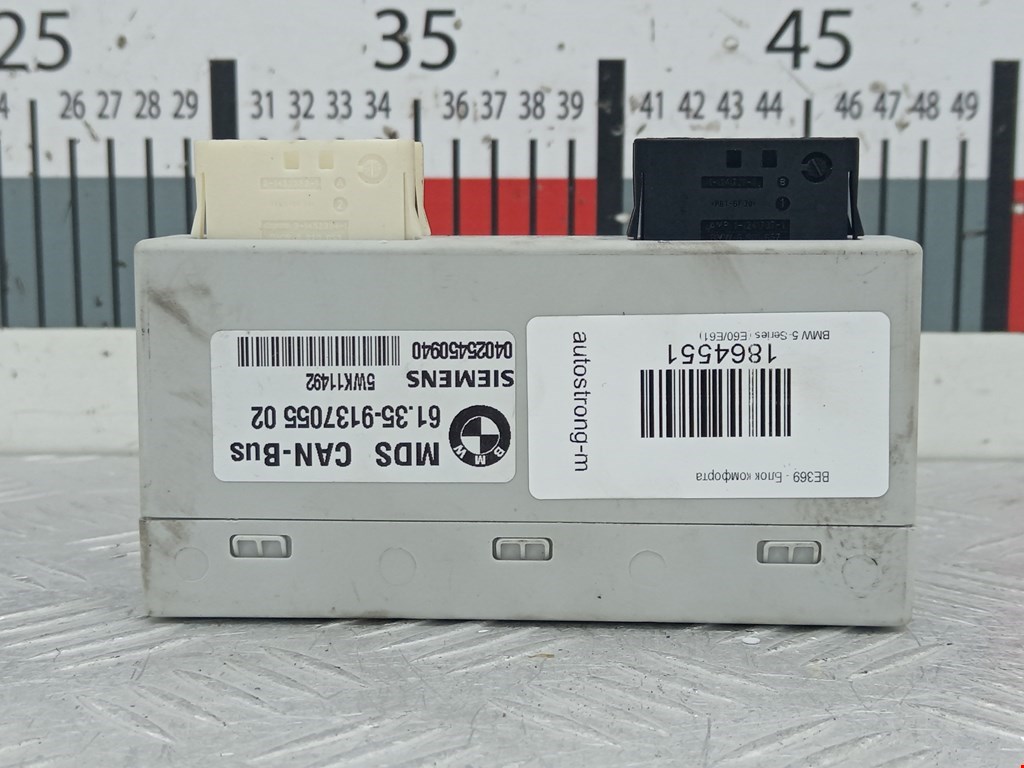 25 35 45
26 27 28 29 31 32 33 34 36 37 38 39 41 42 43 44 46 47 48 49
MDS CAN-Bus
61.35-9137055 02
SIEMENS 5WK11492
04025450940
BMW
BE369 - Блок комфорта
1864551
BMW 5-Series (E60/E61)
autostrong-m